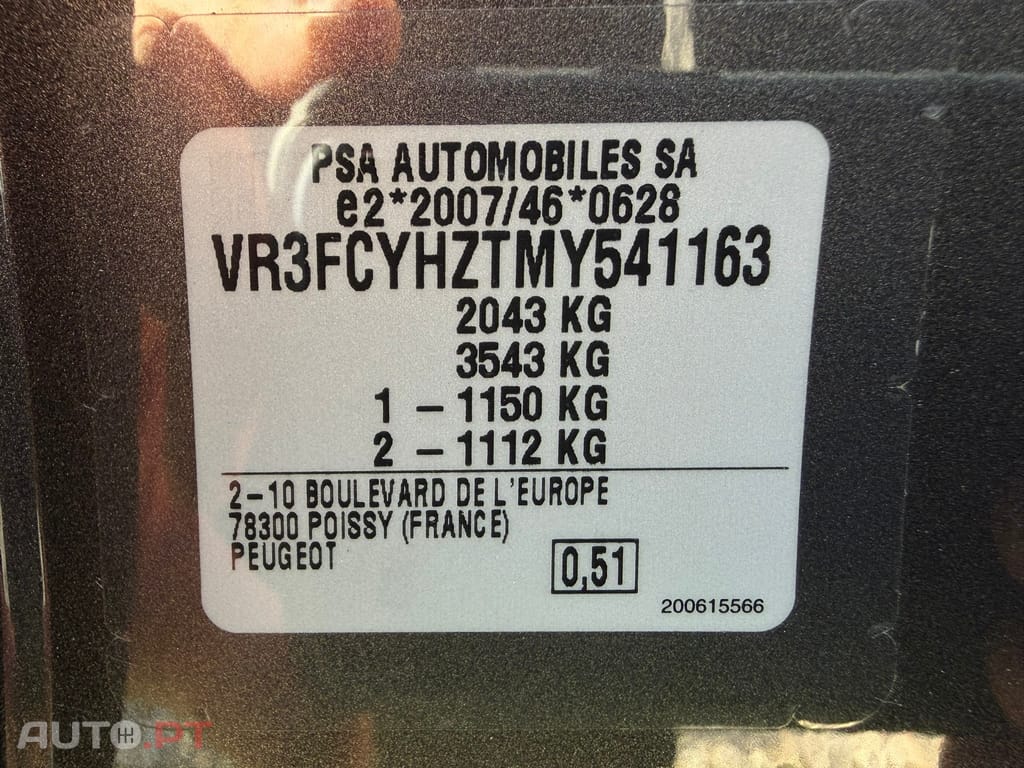 PSA AUTOMOBILES SA
e2*2007/46*0628
VR3FCYHZTMY541163
2043 KG
3543 KG
1 - 1150 KG
2 - 1112 KG
2-10 BOULEVARD DE L'EUROPE
78300 POISSY (FRANCE)
PEUGEOT
0,51
200615566
AUTO.PT